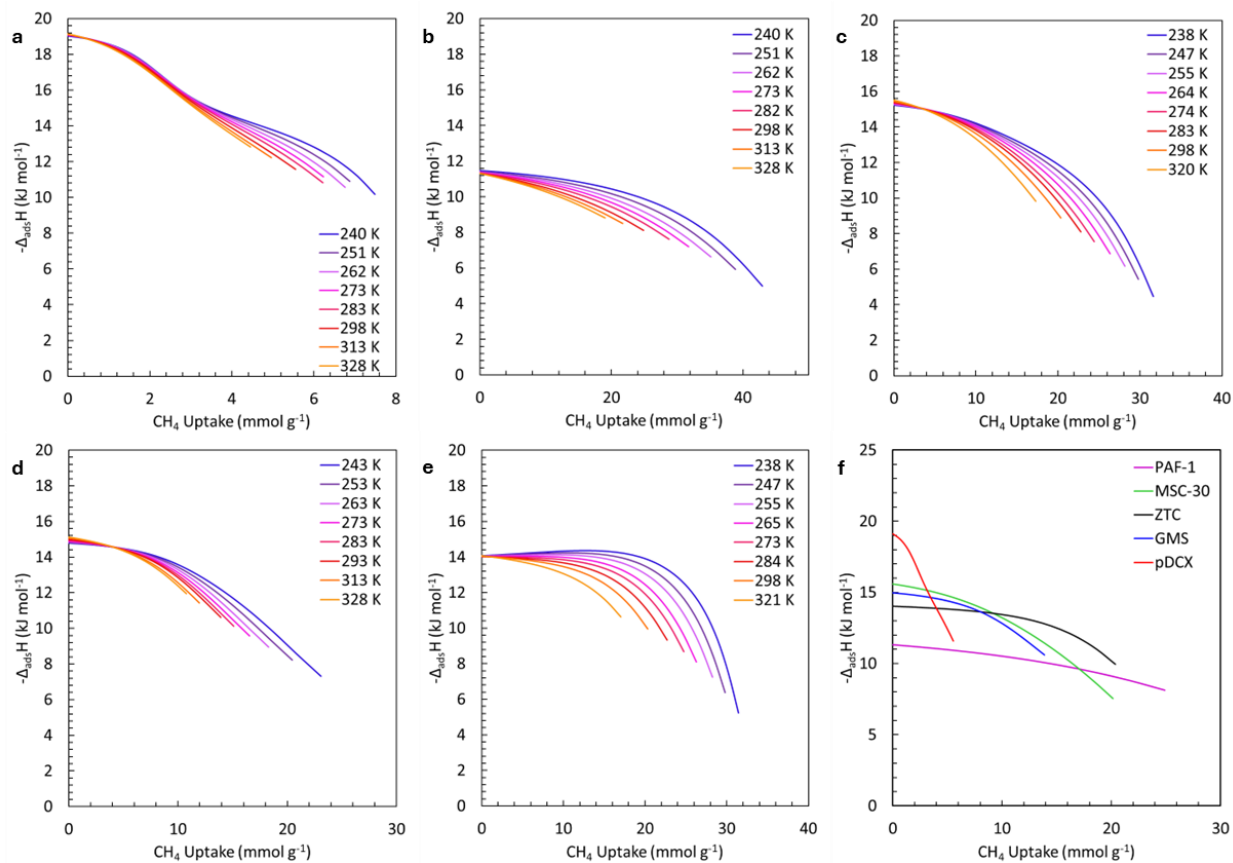 a
20
18
16
14
12
10
8
6
4
2
0
-ΔadsH (kJ mol⁻¹)
240 K
251 K
262 K
273 K
283 K
298 K
313 K
328 K
0 2 4 6 8
CH₄ Uptake (mmol g⁻¹)
b
20
18
16
14
12
10
8
6
4
2
0
-ΔadsH (kJ mol⁻¹)
240 K
251 K
262 K
273 K
282 K
298 K
313 K
328 K
0 20 40
CH₄ Uptake (mmol g⁻¹)
c
20
18
16
14
12
10
8
6
4
2
0
-ΔadsH (kJ mol⁻¹)
238 K
247 K
255 K
264 K
274 K
283 K
298 K
320 K
0 10 20 30 40
CH₄ Uptake (mmol g⁻¹)
d
20
18
16
14
12
10
8
6
4
2
0
-ΔadsH (kJ mol⁻¹)
243 K
253 K
263 K
273 K
283 K
293 K
313 K
328 K
0 10 20 30
CH₄ Uptake (mmol g⁻¹)
e
20
18
16
14
12
10
8
6
4
2
0
-ΔadsH (kJ mol⁻¹)
238 K
247 K
255 K
265 K
273 K
284 K
298 K
321 K
0 10 20 30 40
CH₄ Uptake (mmol g⁻¹)
f
25
20
15
10
5
0
-ΔadsH (kJ mol⁻¹)
PAF-1
MSC-30
ZTC
GMS
pDCX
0 10 20 30
CH₄ Uptake (mmol g⁻¹)